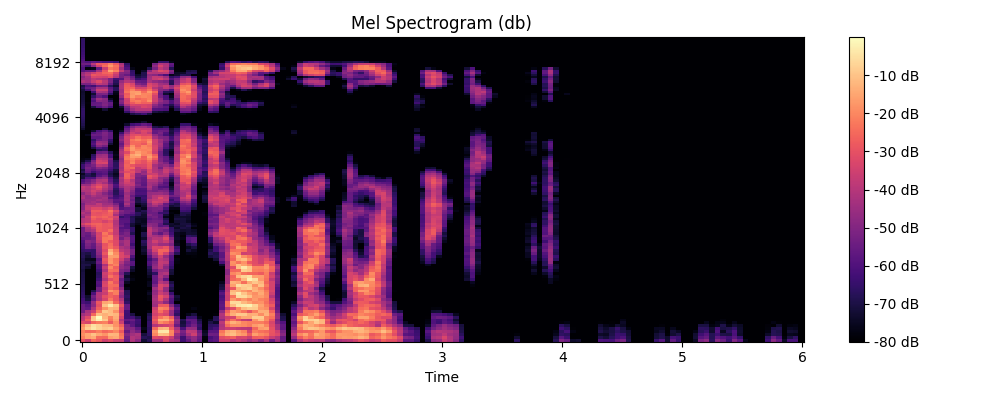 Mel Spectrogram (db)
8192
4096
2048
1024
512
0
Hz
0 1 2 3 4 5 6
Time
-10 dB
-20 dB
-30 dB
-40 dB
-50 dB
-60 dB
-70 dB
-80 dB